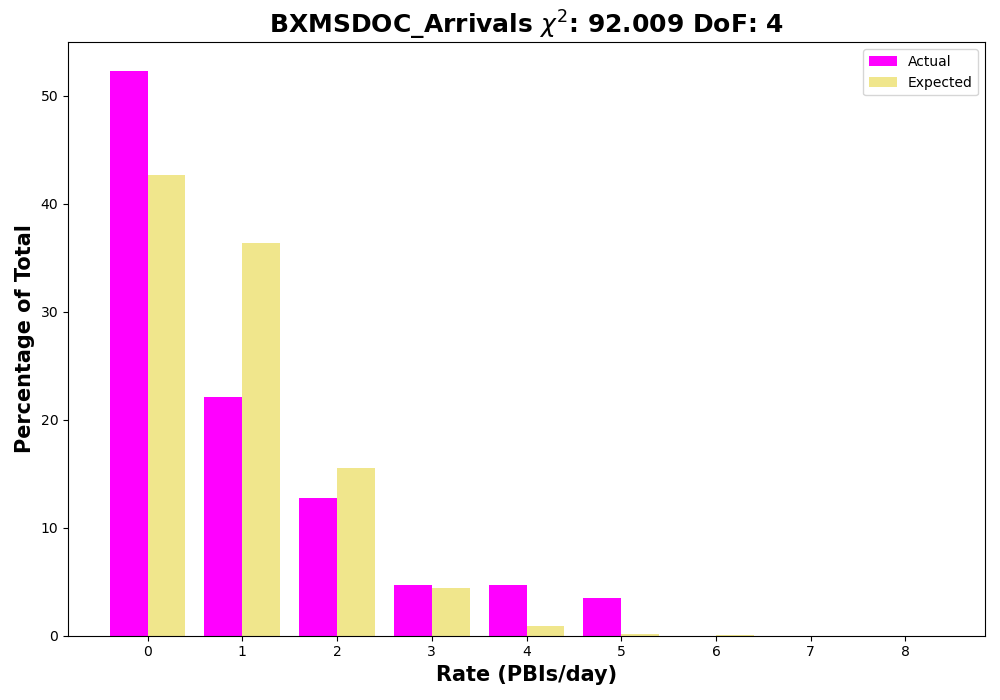 BXMSDOC_Arrivals χ²: 92.009 DoF: 4
Actual
Expected
Percentage of Total
50
40
30
20
10
0
0 1 2 3 4 5 6 7 8
Rate (PBIs/day)